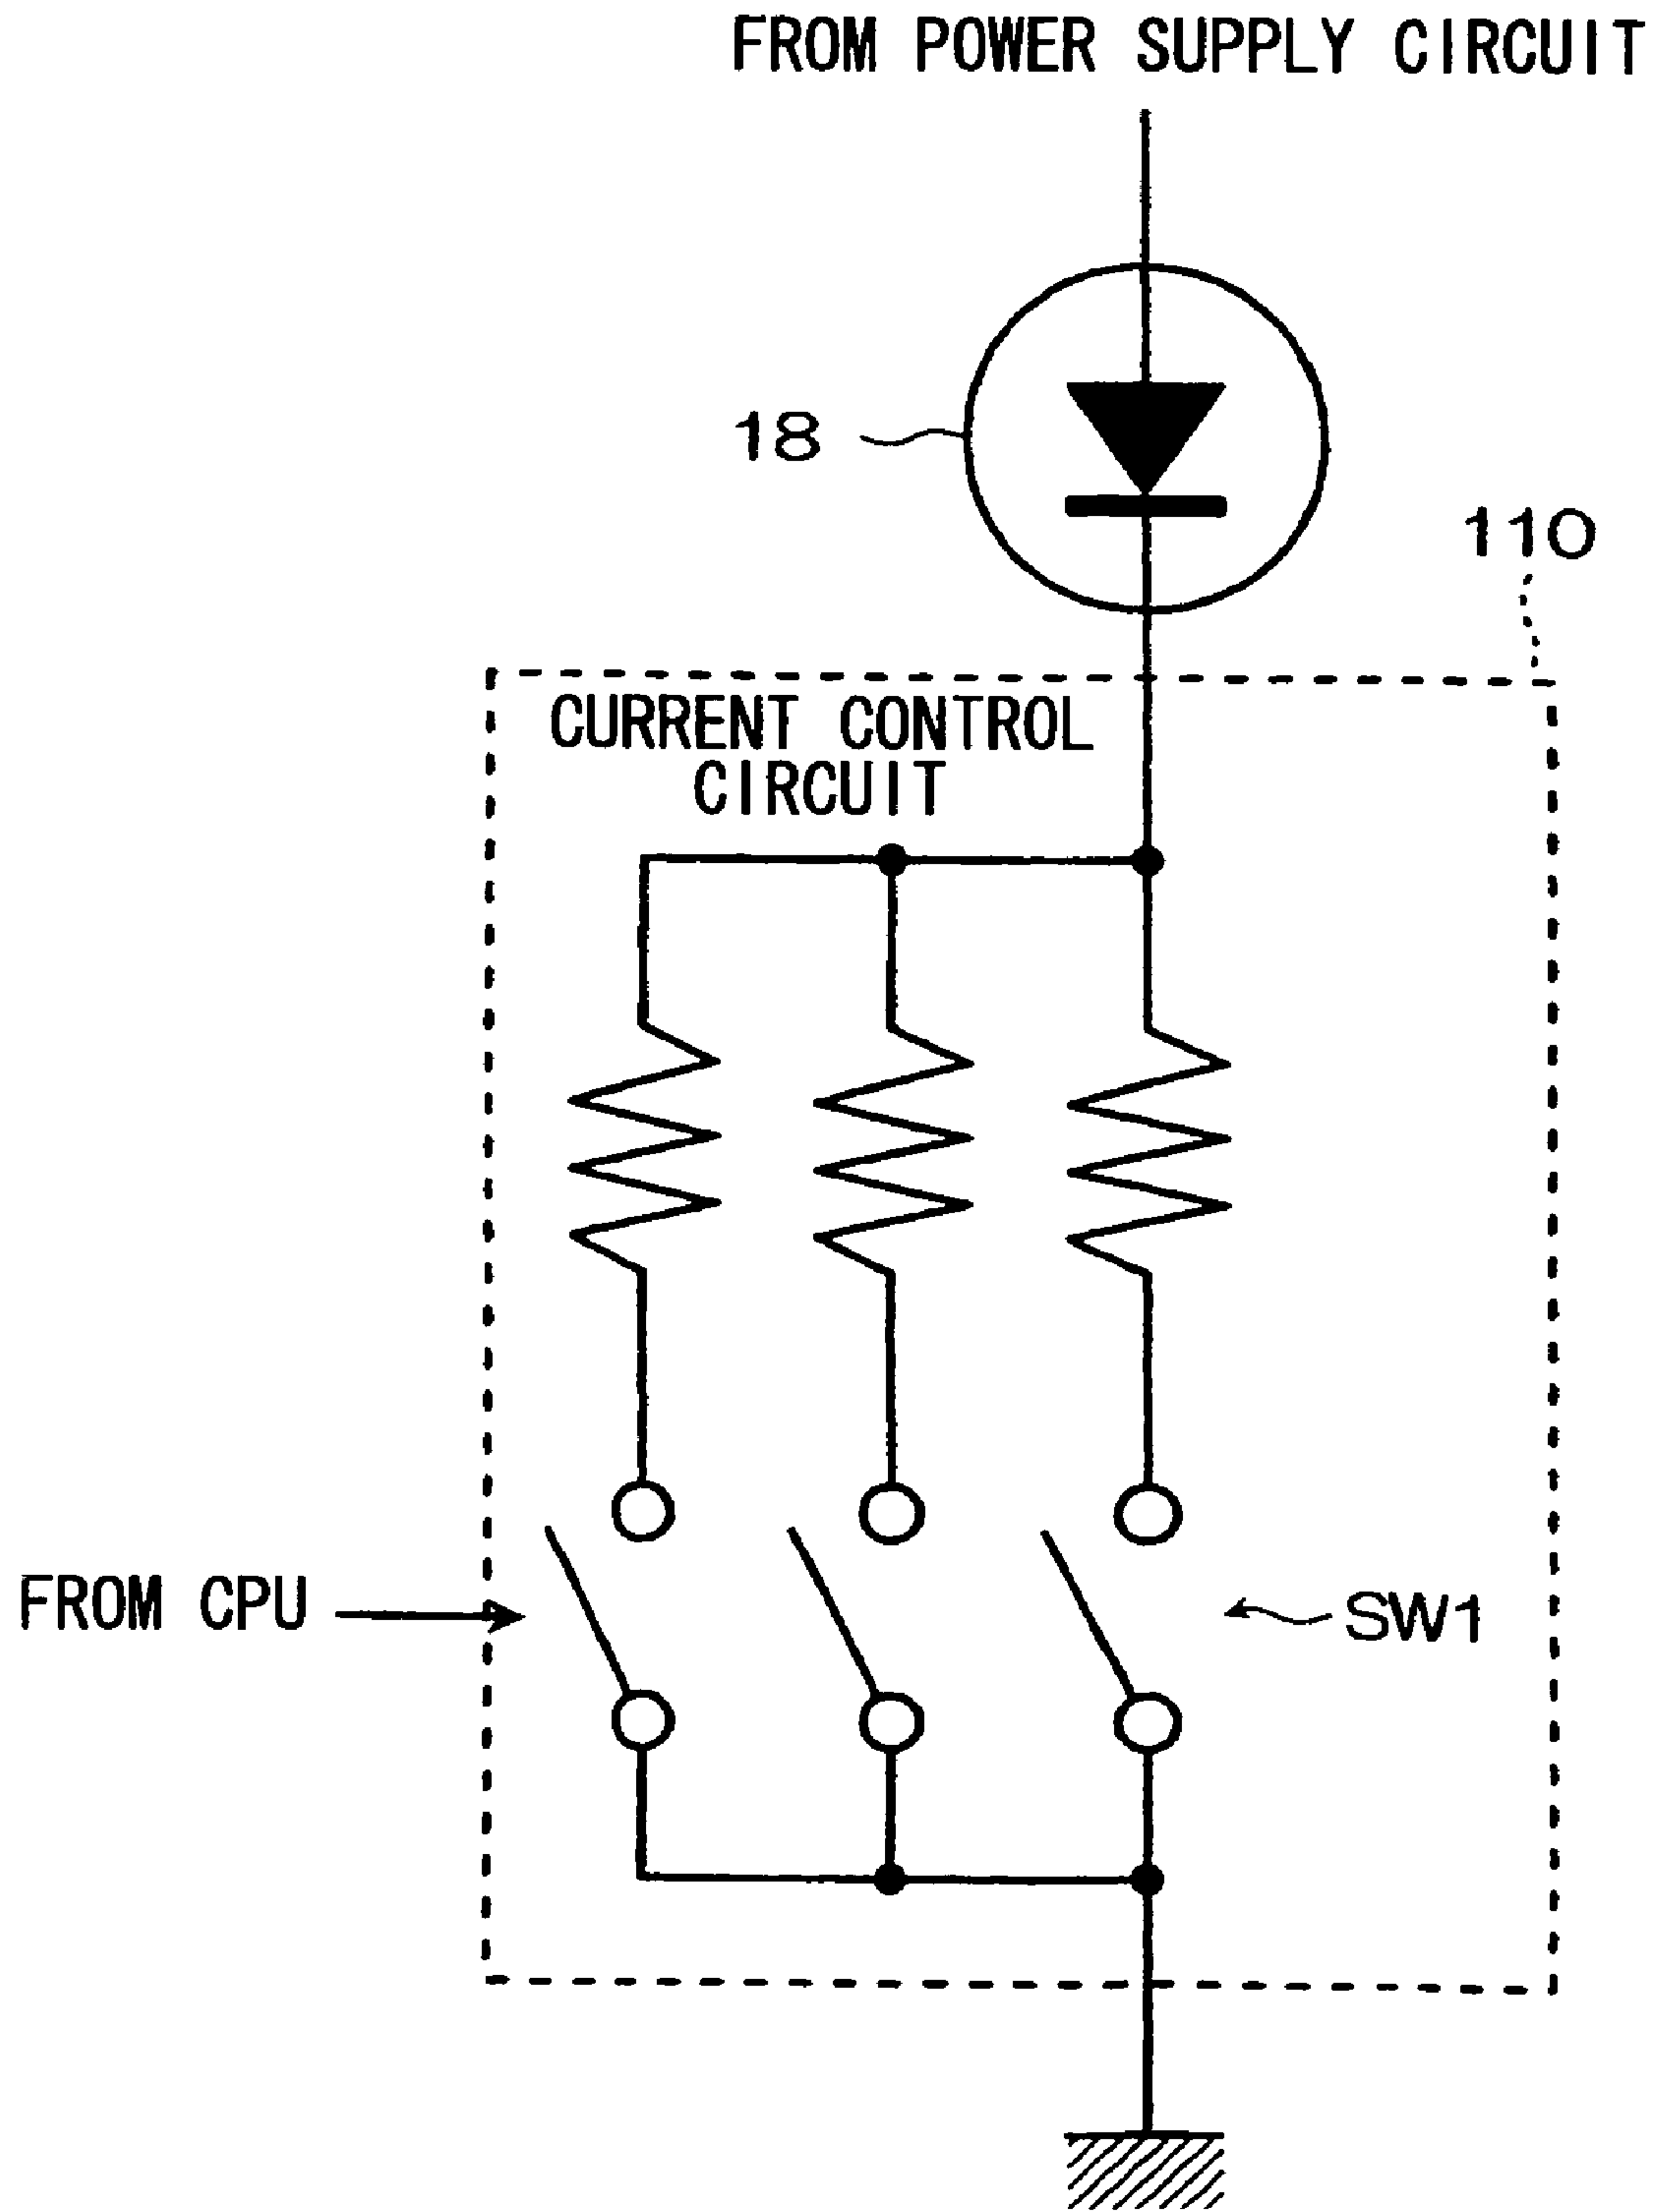 FROM POWER SUPPLY CIRCUIT
18
110
CURRENT CONTROL
CIRCUIT
FROM CPU
SW1